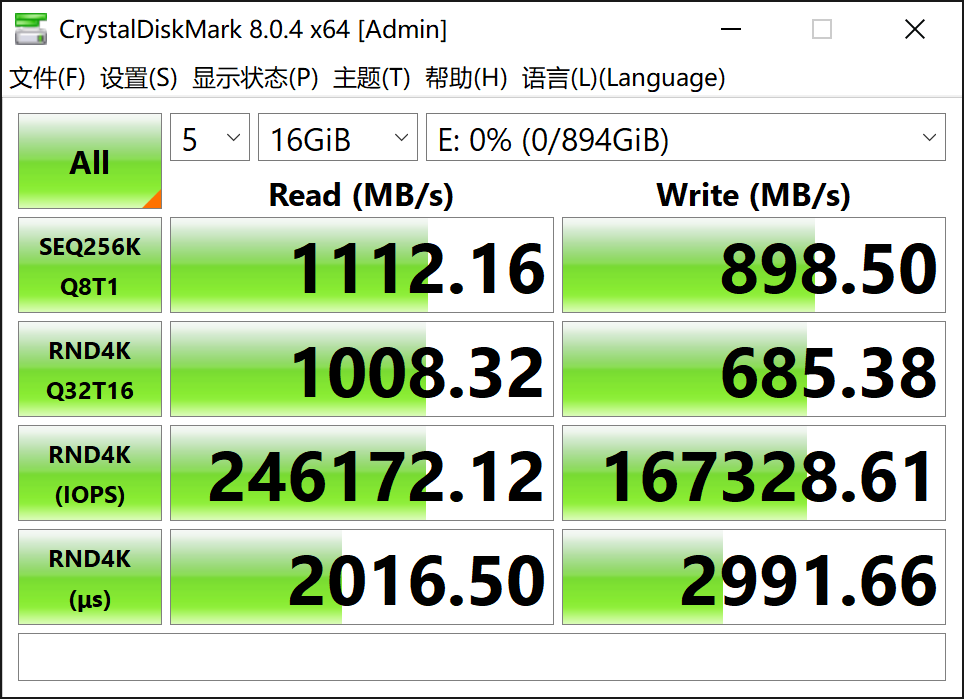 CrystalDiskMark 8.0.4 x64 [Admin]
文件(F) 设置(S) 显示状态(P) 主题(T) 帮助(H) 语言(L)(Language)
All 5 16GiB E: 0% (0/894GiB)
Read (MB/s) Write (MB/s)
SEQ256K
Q8T1 1112.16 898.50
RND4K
Q32T16 1008.32 685.38
RND4K
(IOPS) 246172.12 167328.61
RND4K
(μs) 2016.50 2991.66